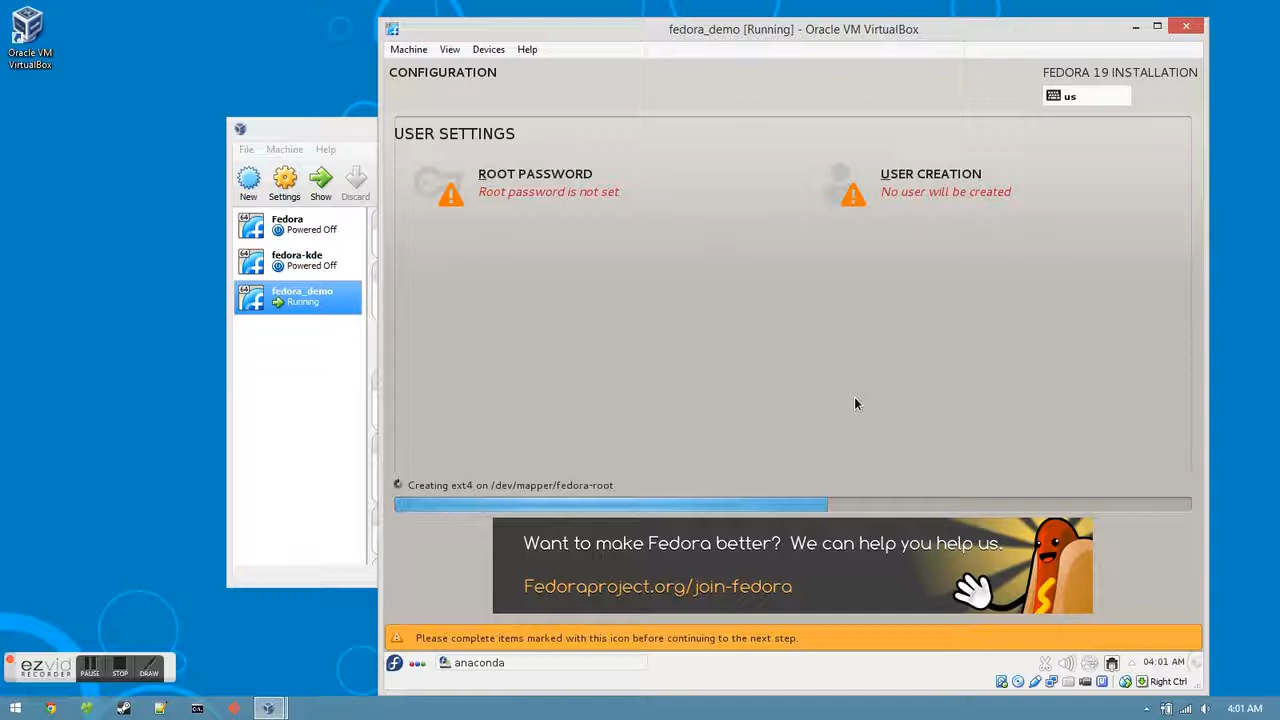 Oracle VM
VirtualBox
fedora_demo [Running] - Oracle VM VirtualBox
Machine View Devices Help
CONFIGURATION
FEDORA 19 INSTALLATION
us
USER SETTINGS
ROOT PASSWORD
Root password is not set
USER CREATION
No user will be created
File Machine Help
New Settings Show Discard
Fedora
Powered Off
fedora-kde
Powered Off
fedora_demo
Running
Creating ext4 on /dev/mapper/fedora-root
Want to make Fedora better? We can help you help us.
Fedoraproject.org/join-fedora
Please complete items marked with this icon before continuing to the next step.
anaconda
04:01 AM
Right Ctrl
ezvid
RECORDER
PAUSE STOP DRAW
4:01 AM